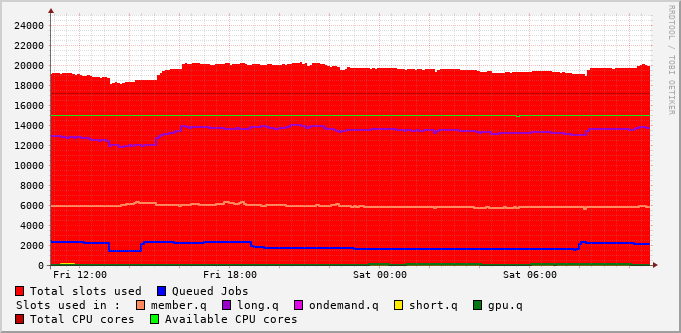 RRDTOOL / TOBI OETIKER
24000
22000
20000
18000
16000
14000
12000
10000
8000
6000
4000
2000
0
Fri 12:00 Fri 18:00 Sat 00:00 Sat 06:00
Total slots used Queued Jobs
Slots used in : member.q long.q ondemand.q short.q gpu.q
Total CPU cores Available CPU cores